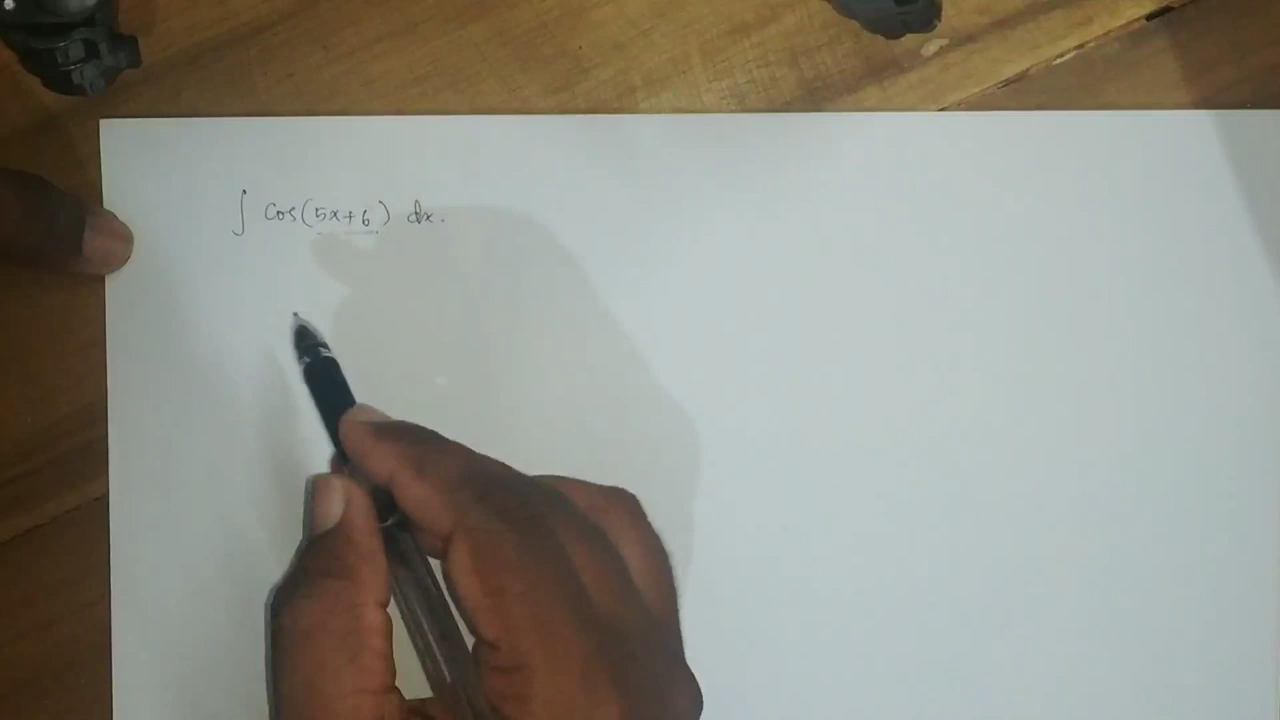 ∫ cos(5x+6) dx.